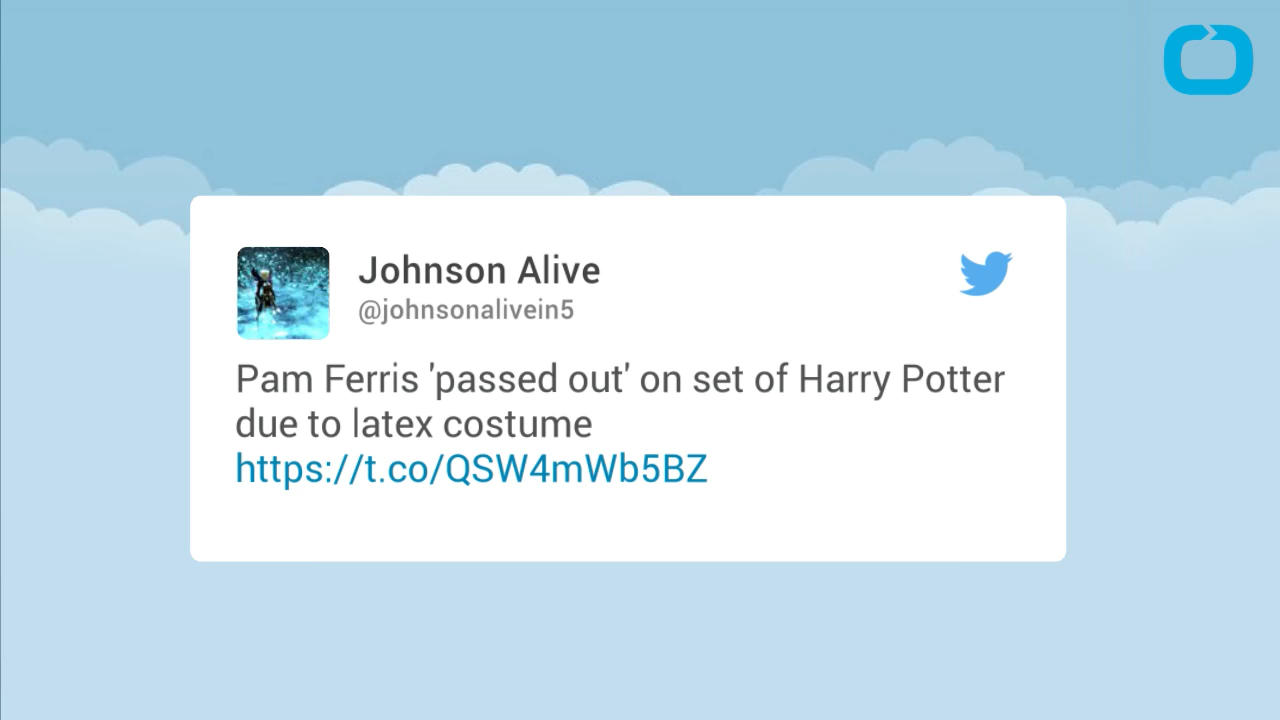 Johnson Alive
@johnsonalivein5
Pam Ferris 'passed out' on set of Harry Potter
due to latex costume
https://t.co/QSW4mWb5BZ